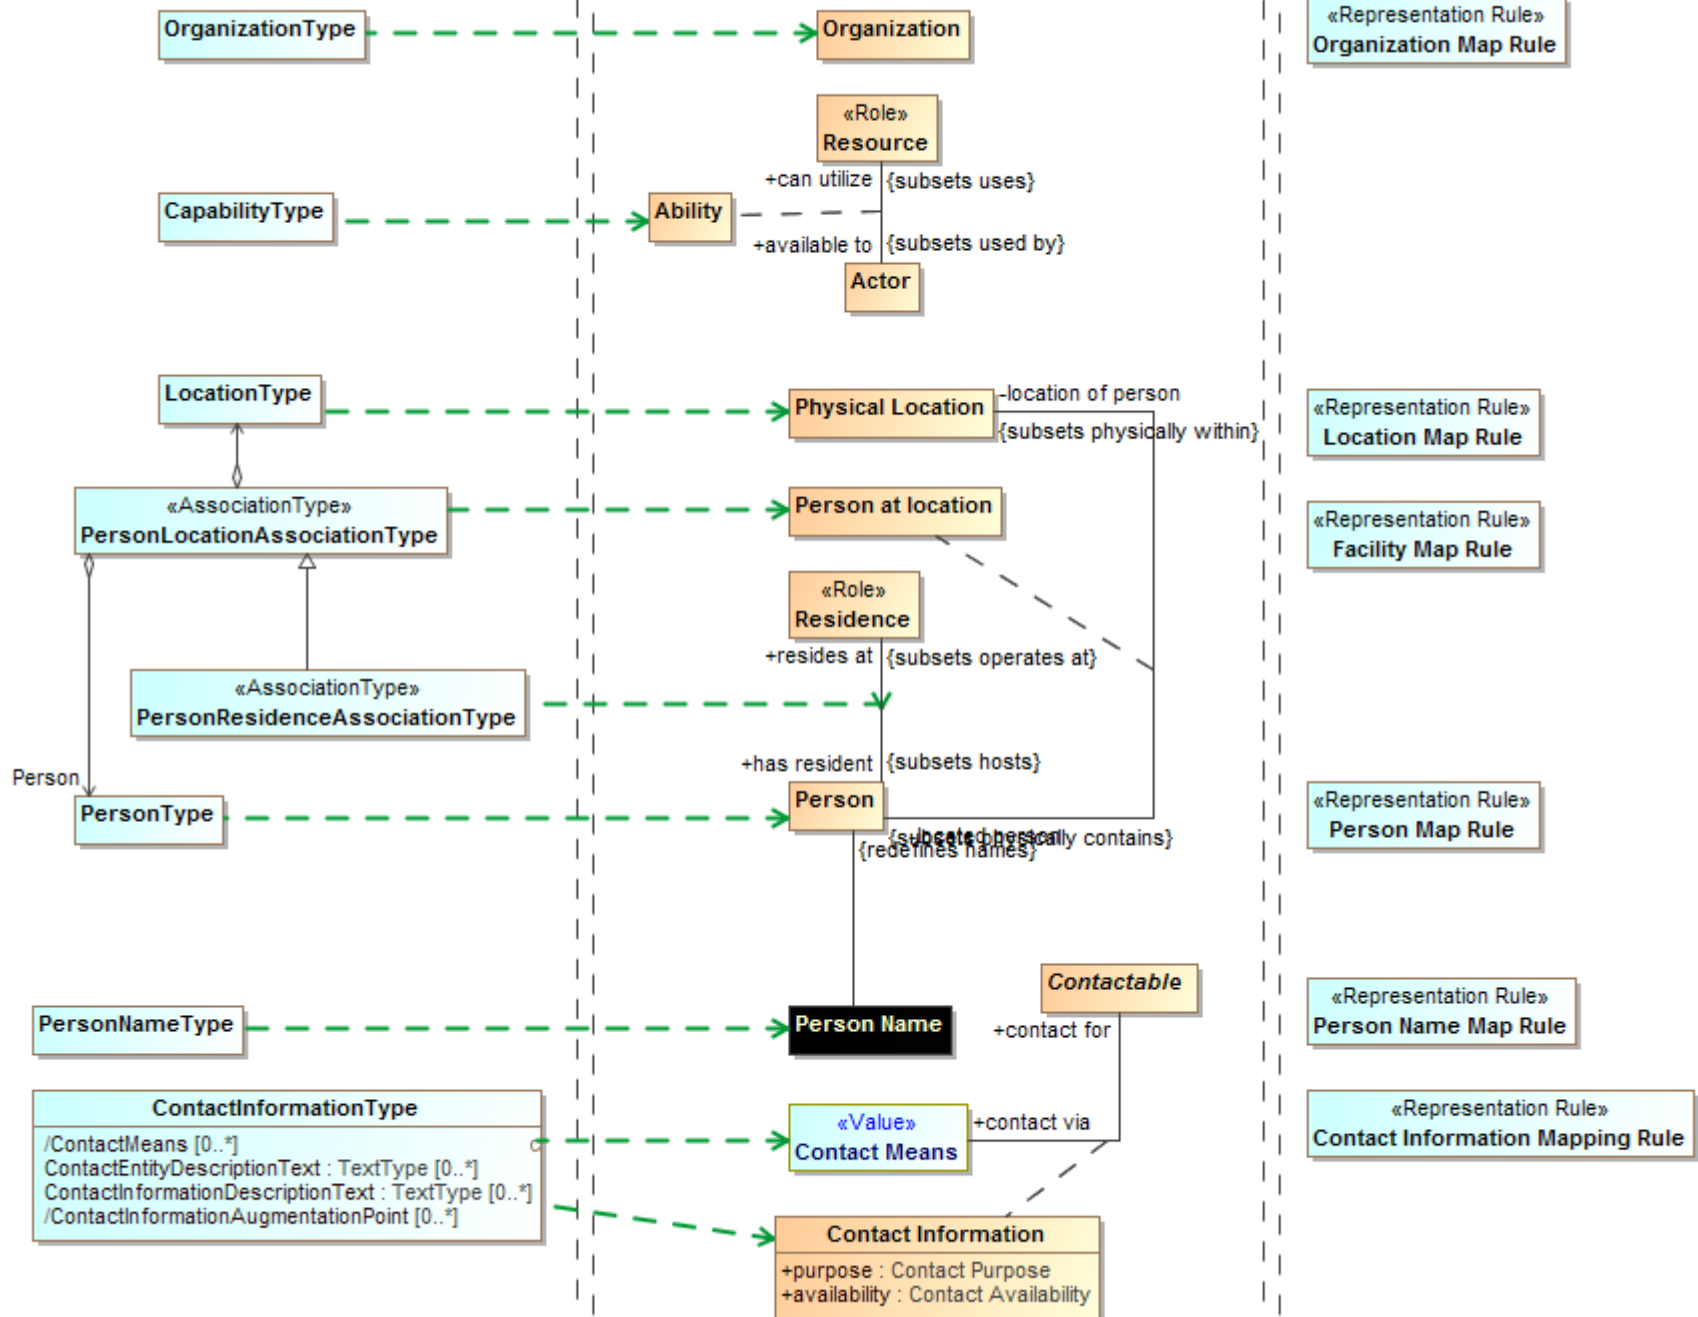 OrganizationType
Organization
«Representation Rule»
Organization Map Rule
«Role»
Resource
+can utilize
{subsets uses}
CapabilityType
Ability
+available to
{subsets used by}
Actor
LocationType
Physical Location
-location of person
{subsets physically within}
«Representation Rule»
Location Map Rule
«AssociationType»
PersonLocationAssociationType
Person at location
«Representation Rule»
Facility Map Rule
«Role»
Residence
+resides at
{subsets operates at}
«AssociationType»
PersonResidenceAssociationType
+has resident
{subsets hosts}
Person
PersonType
Person
«Representation Rule»
Person Map Rule
{subsets physically contains}
located person
{redefines names}
Contactable
+contact for
PersonNameType
Person Name
«Representation Rule»
Person Name Map Rule
ContactInformationType
/ContactMeans [0..*]
ContactEntityDescriptionText : TextType [0..*]
ContactInformationDescriptionText : TextType [0..*]
/ContactInformationAugmentationPoint [0..*]
«Value»
Contact Means
+contact via
«Representation Rule»
Contact Information Mapping Rule
Contact Information
+purpose : Contact Purpose
+availability : Contact Availability